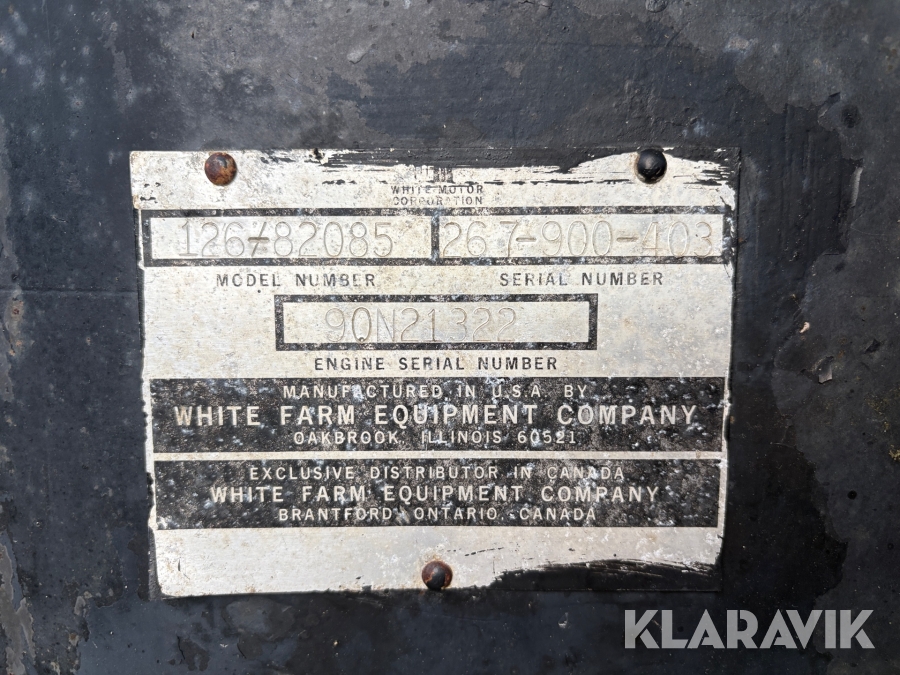 WHITE MOTOR
CORPORATION
126-/82085 267-900-403
MODEL NUMBER SERIAL NUMBER
90N21322
ENGINE SERIAL NUMBER
MANUFACTURED IN U.S.A. BY
WHITE FARM EQUIPMENT COMPANY
OAKBROOK, ILLINOIS 60521
EXCLUSIVE DISTRIBUTOR IN CANADA
WHITE FARM EQUIPMENT COMPANY
BRANTFORD ONTARIO CANADA
KLARAVIK